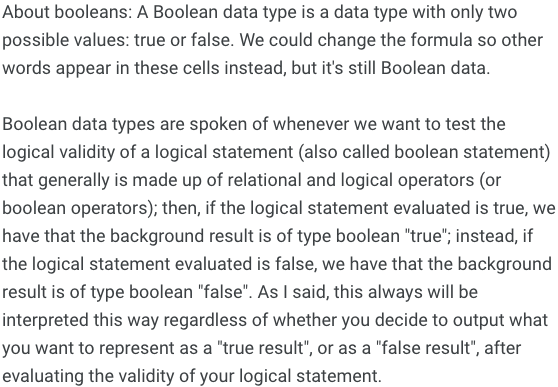 About booleans: A Boolean data type is a data type with only two
possible values: true or false. We could change the formula so other
words appear in these cells instead, but it's still Boolean data.

Boolean data types are spoken of whenever we want to test the
logical validity of a logical statement (also called boolean statement)
that generally is made up of relational and logical operators (or
boolean operators); then, if the logical statement evaluated is true, we
have that the background result is of type boolean "true"; instead, if
the logical statement evaluated is false, we have that the background
result is of type boolean "false". As I said, this always will be
interpreted this way regardless of whether you decide to output what
you want to represent as a "true result", or as a "false result", after
evaluating the validity of your logical statement.